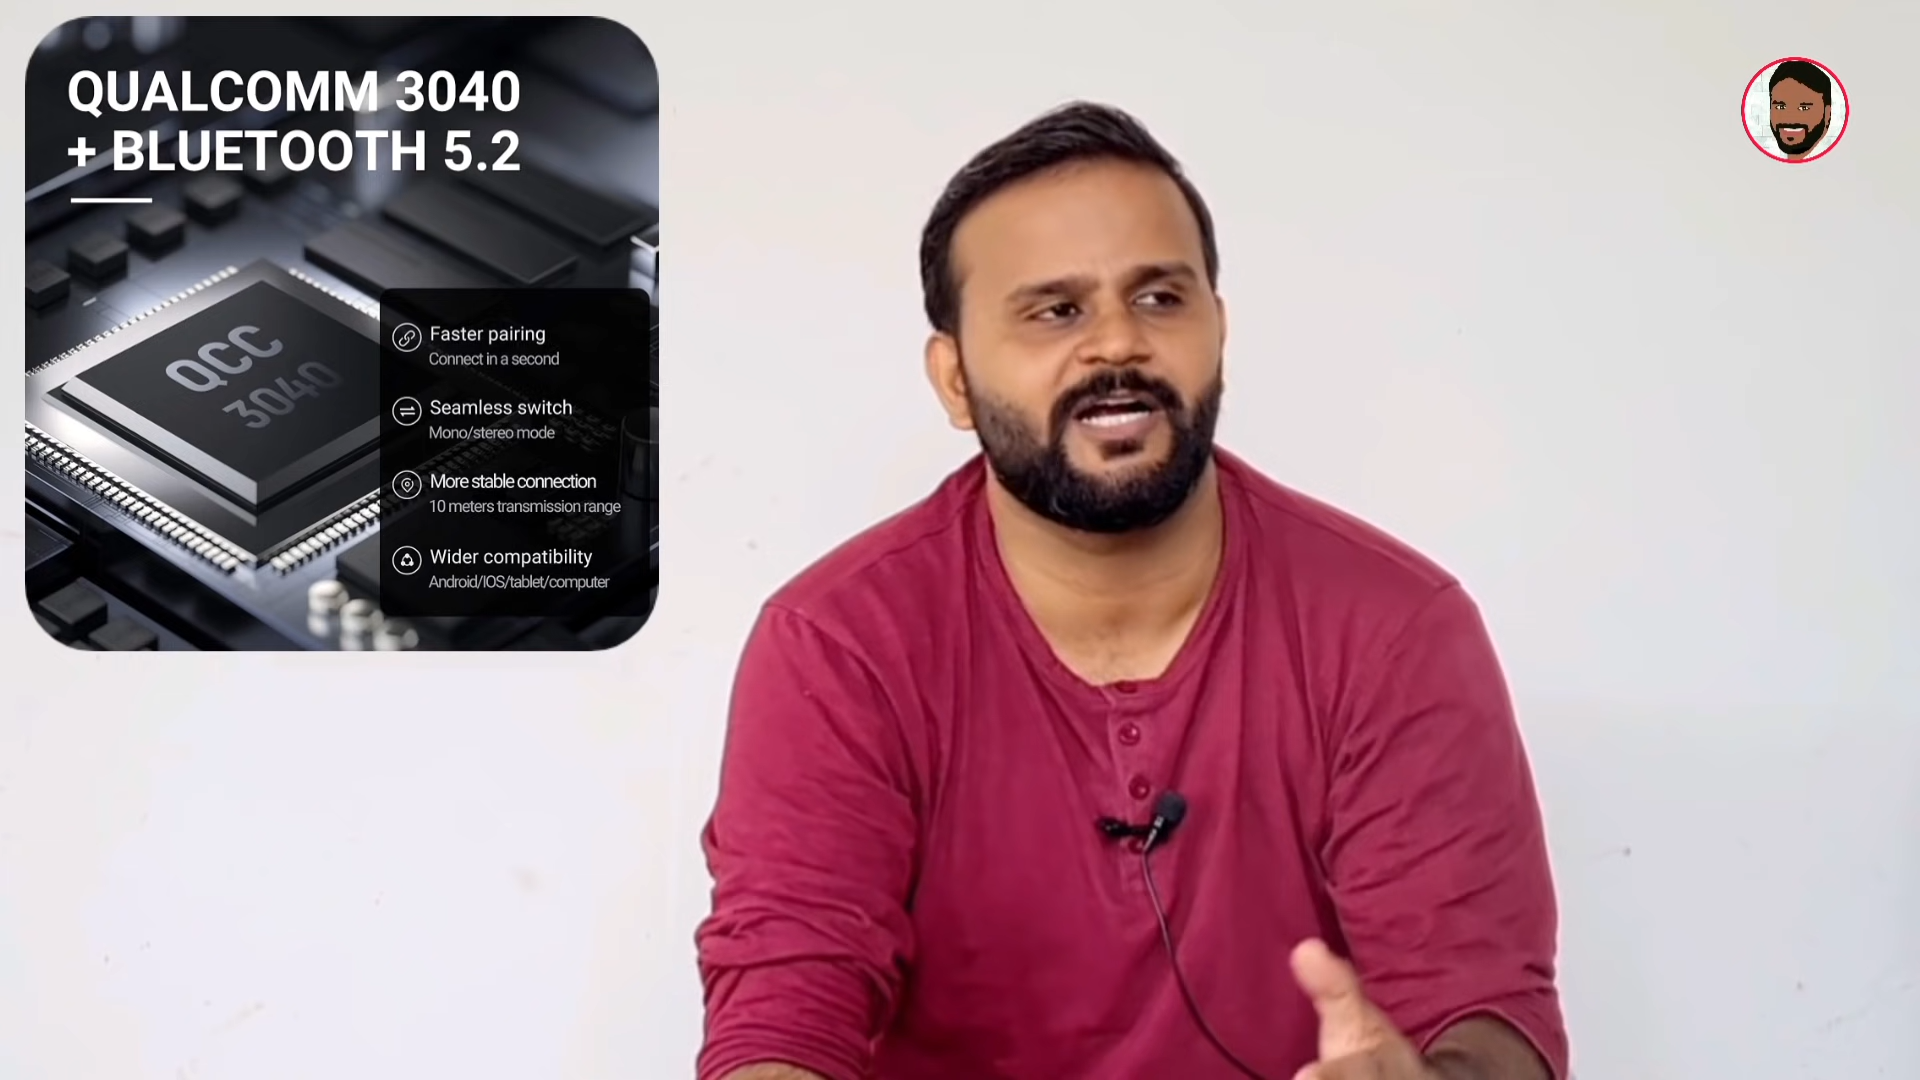 QUALCOMM 3040
+ BLUETOOTH 5.2
QCC
3040
Faster pairing
Connect in a second
Seamless switch
Mono/stereo mode
More stable connection
10 meters transmission range
Wider compatibility
Android/IOS/tablet/computer